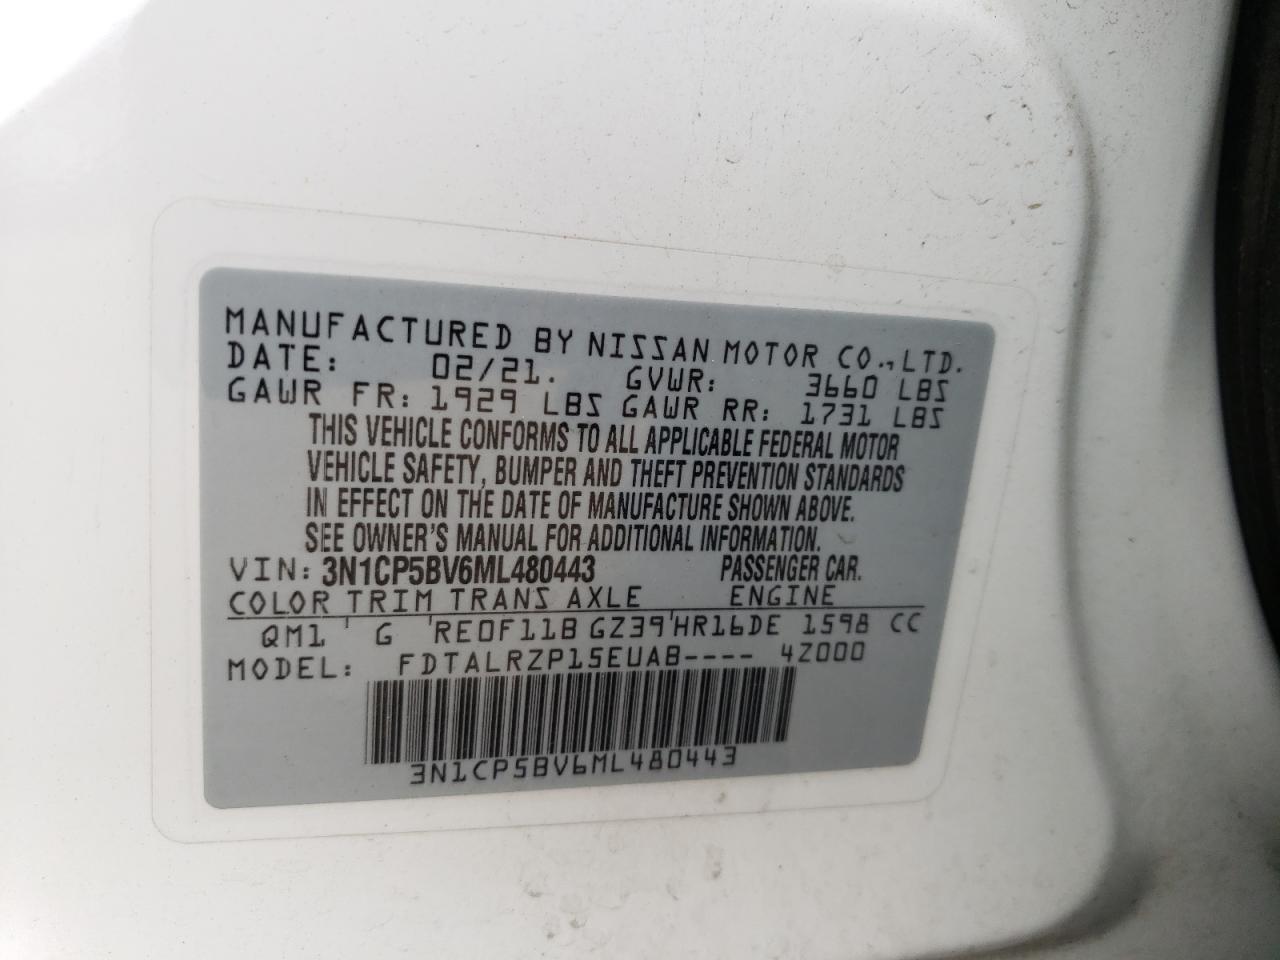 MANUFACTURED BY NISSAN MOTOR CO., LTD.
DATE: 02/21. GVWR: 3660 LBS
GAWR FR: 1929 LBS GAWR RR: 1731 LBS
THIS VEHICLE CONFORMS TO ALL APPLICABLE FEDERAL MOTOR
VEHICLE SAFETY, BUMPER AND THEFT PREVENTION STANDARDS
IN EFFECT ON THE DATE OF MANUFACTURE SHOWN ABOVE.
SEE OWNER'S MANUAL FOR ADDITIONAL INFORMATION.
VIN: 3N1CP5BV6ML480443 PASSENGER CAR.
COLOR TRIM TRANS AXLE ENGINE
QM1 ' G ' RE0F11B GZ39 ' HR16DE 1598 CC
MODEL: FDTALRZP15EUAB---- 4Z000
3N1CP5BV6ML480443